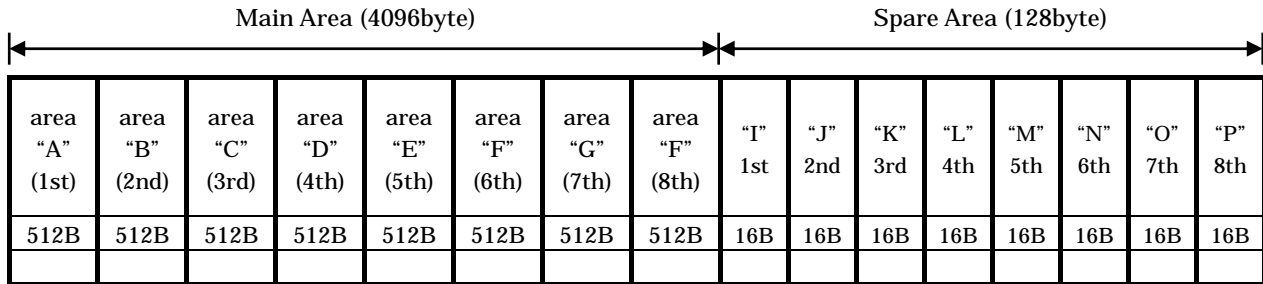 Main Area (4096byte) Spare Area (128byte)
area area area area area area area area “I” “J” “K” “L” “M” “N” “O” “P”
“A” “B” “C” “D” “E” “F” “G” “F” 1st 2nd 3rd 4th 5th 6th 7th 8th
(1st) (2nd) (3rd) (4th) (5th) (6th) (7th) (8th)
512B 512B 512B 512B 512B 512B 512B 512B 16B 16B 16B 16B 16B 16B 16B 16B